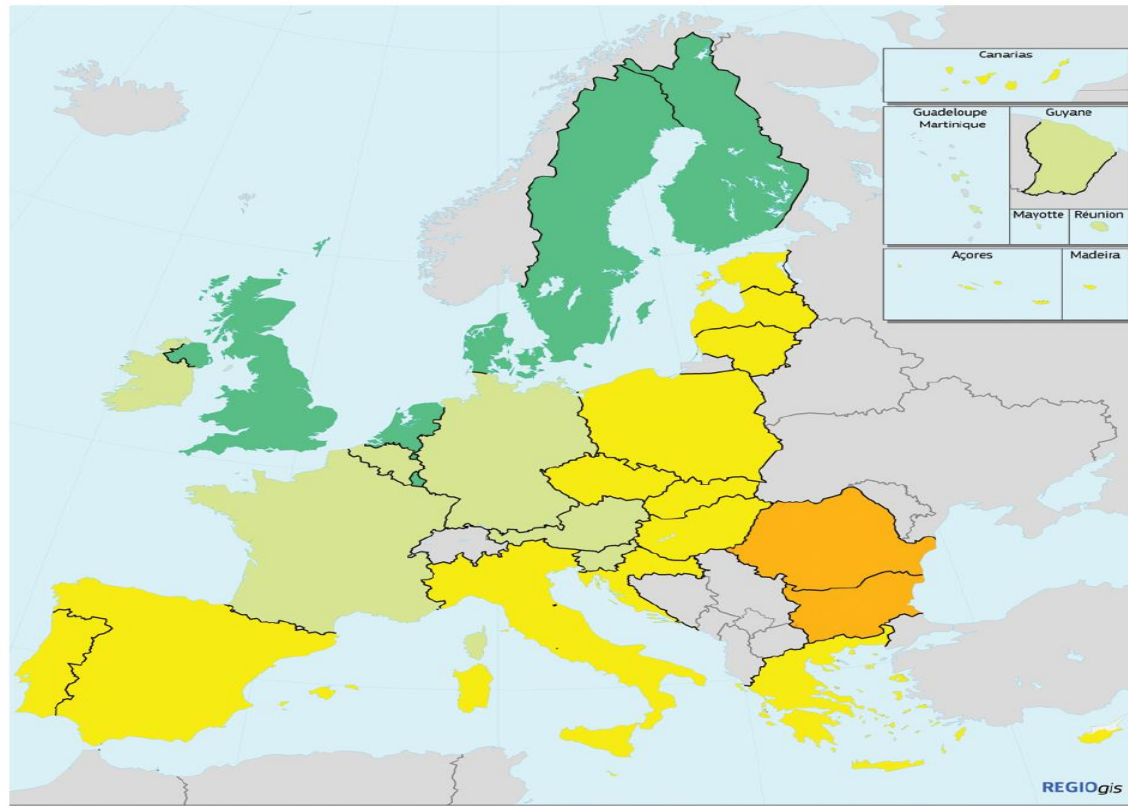 Canarias
Guadeloupe
Martinique
Guyane
Mayotte
Réunion
Açores
Madeira
REGIOgis